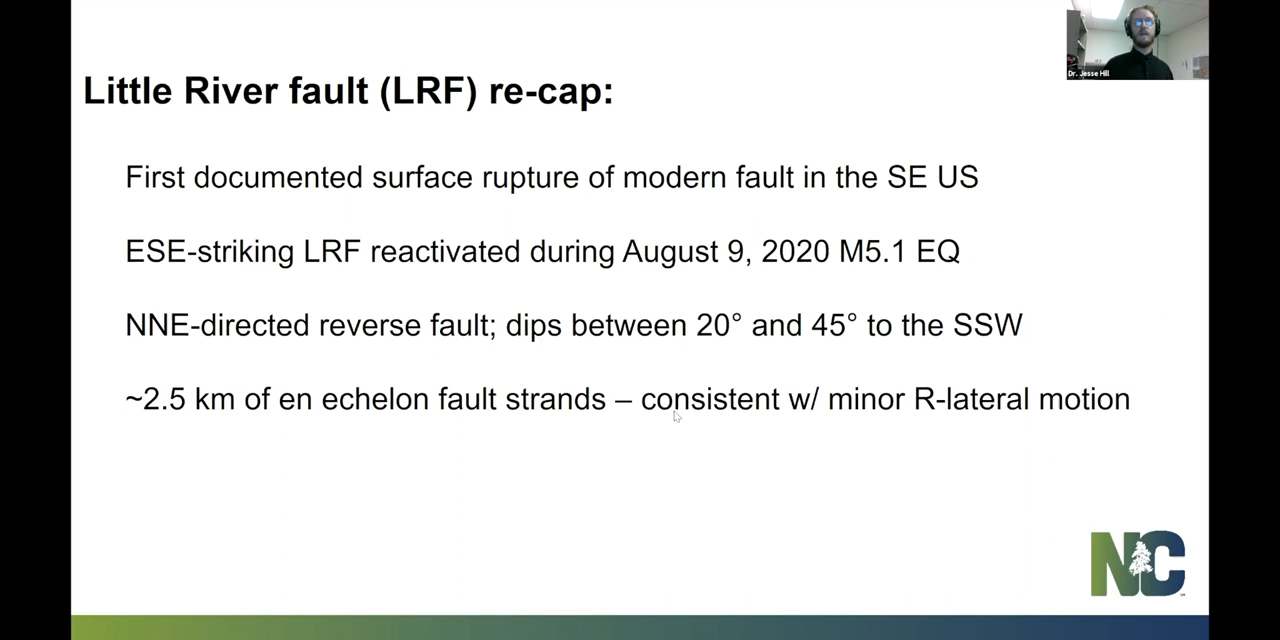 Dr. Jesse Hill
Little River fault (LRF) re-cap:
First documented surface rupture of modern fault in the SE US
ESE-striking LRF reactivated during August 9, 2020 M5.1 EQ
NNE-directed reverse fault; dips between 20° and 45° to the SSW
~2.5 km of en echelon fault strands – consistent w/ minor R-lateral motion
NC